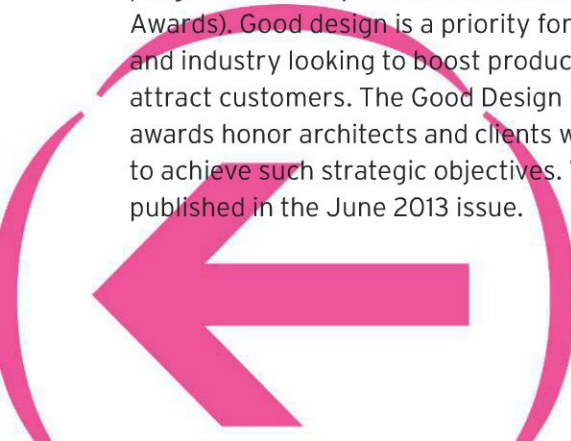 Awards). Good design is a priority for
and industry looking to boost produc
attract customers. The Good Design
awards honor architects and clients w
to achieve such strategic objectives.
published in the June 2013 issue.